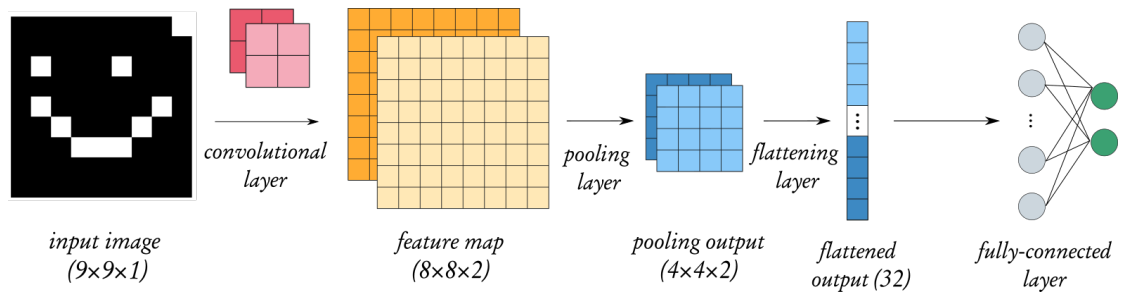 convolutional
layer
pooling
layer
flattening
layer
input image
(9×9×1)
feature map
(8×8×2)
pooling output
(4×4×2)
flattened
output (32)
fully-connected
layer